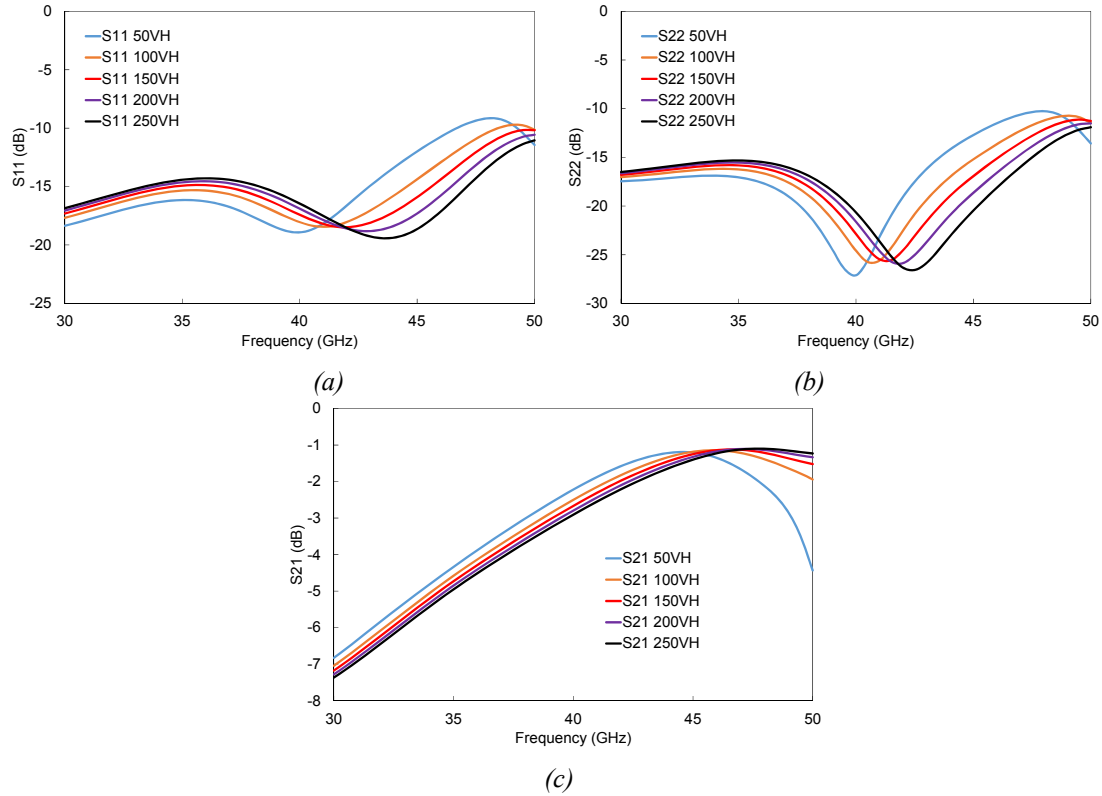 0
-5
-10
-15
-20
-25
S11 (dB)
S11 50VH
S11 100VH
S11 150VH
S11 200VH
S11 250VH
30 35 40 45 50
Frequency (GHz)
(a)
0
-5
-10
-15
-20
-25
-30
S22 (dB)
S22 50VH
S22 100VH
S22 150VH
S22 200VH
S22 250VH
30 35 40 45 50
Frequency (GHz)
(b)
0
-1
-2
-3
-4
-5
-6
-7
-8
S21 (dB)
S21 50VH
S21 100VH
S21 150VH
S21 200VH
S21 250VH
30 35 40 45 50
Frequency (GHz)
(c)